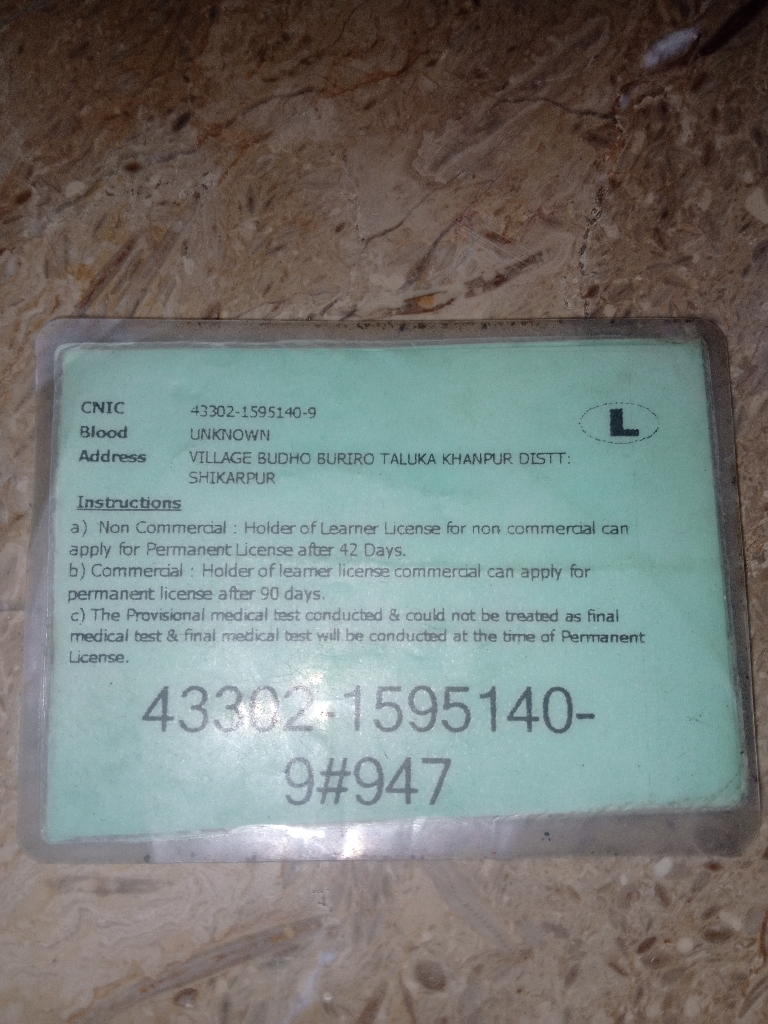 CNIC 43302-1595140-9
L
Blood UNKNOWN
Address VILLAGE BUDHO BURIRO TALUKA KHANPUR DISTT:
SHIKARPUR
Instructions
a) Non Commercial : Holder of Learner License for non commercial can
apply for Permanent License after 42 Days.
b) Commercial : Holder of learner license commercial can apply for
permanent license after 90 days.
c) The Provisional medical test conducted & could not be treated as final
medical test & final medical test will be conducted at the time of Permanent
License.
43302-1595140-
9#947